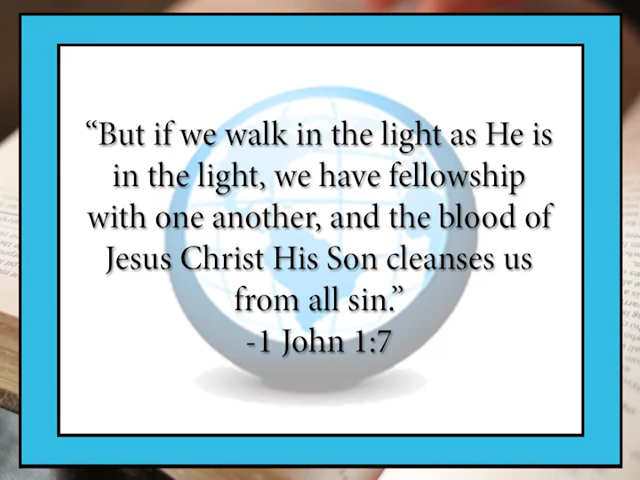 “But if we walk in the light as He is
in the light, we have fellowship
with one another, and the blood of
Jesus Christ His Son cleanses us
from all sin.”
-1 John 1:7